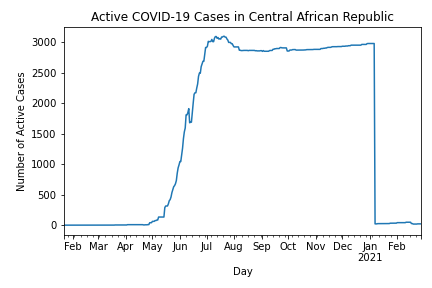 Active COVID-19 Cases in Central African Republic
Number of Active Cases
3000
2500
2000
1500
1000
500
0
Feb Mar Apr May Jun Jul Aug Sep Oct Nov Dec Jan Feb
2021
Day